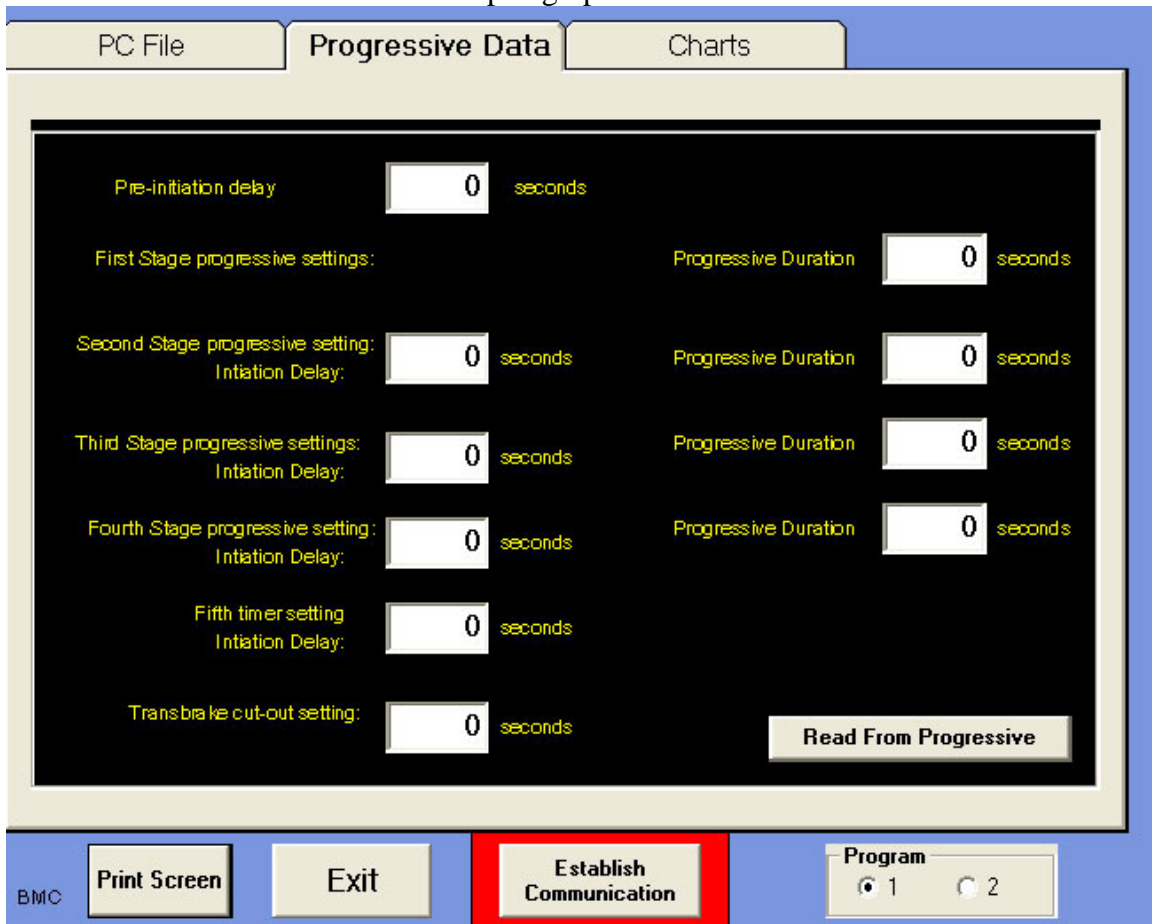 PC File Progressive Data Charts
Pre-initiation delay 0 seconds
First Stage progressive settings: Progressive Duration 0 seconds
Second Stage progressive setting:
Intiation Delay: 0 seconds Progressive Duration 0 seconds
Third Stage progressive settings:
Intiation Delay: 0 seconds Progressive Duration 0 seconds
Fourth Stage progressive setting:
Intiation Delay: 0 seconds Progressive Duration 0 seconds
Fifth timer setting
Intiation Delay: 0 seconds
Transbrake cut-out setting: 0 seconds
Read From Progressive
BMC Print Screen Exit Establish
Communication
Program
1 2